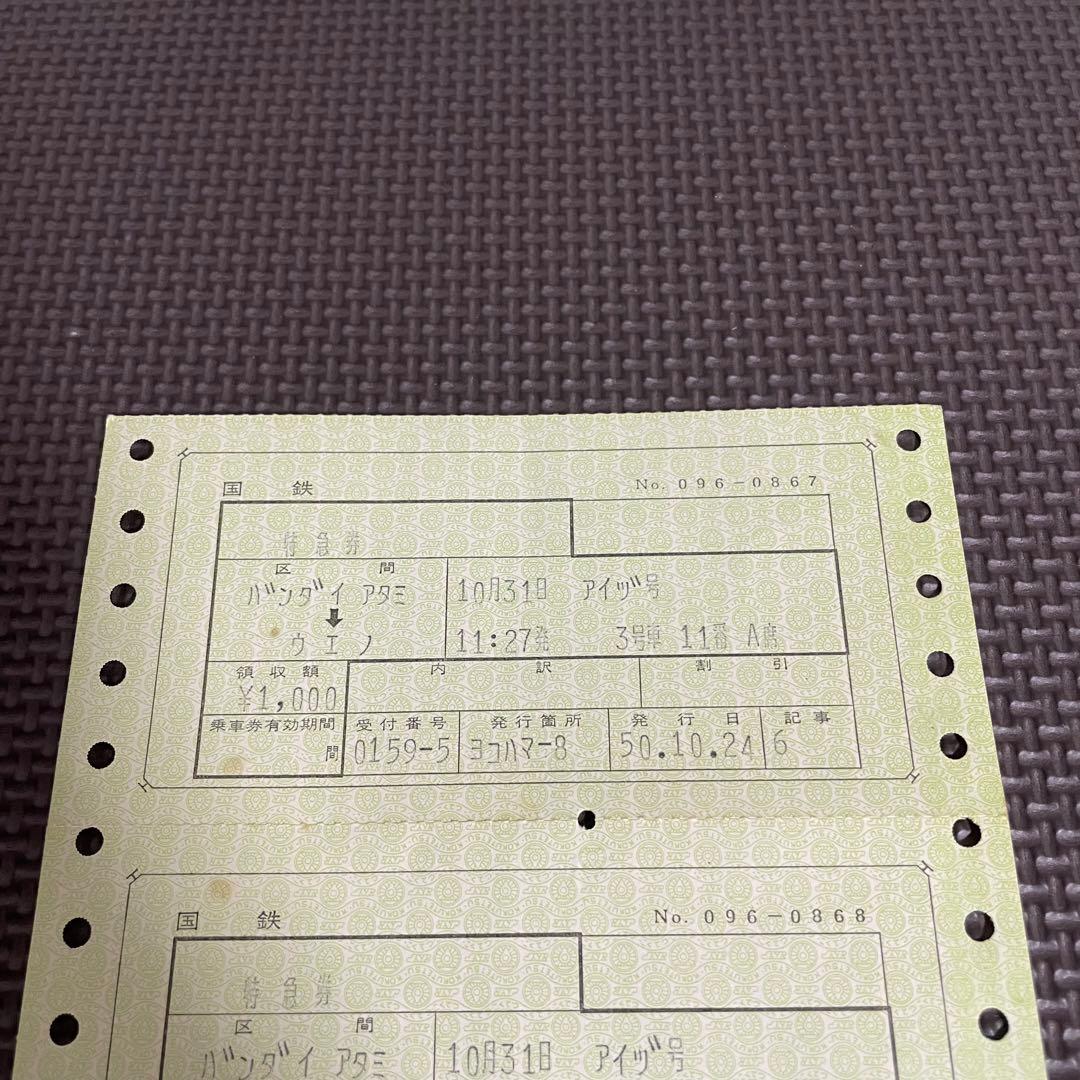 国鉄 No. 096-0867
特急券
区間
バンダイ アタミ 10月31日 アイヅ号
⬇
ウエノ 11:27発 3号車 11番 A席
領収額 内訳 割引
¥1,000
乗車券有効期間 受付番号 発行箇所 発行日 記事
間 0159-5 ヨコハマ-8 50.10.24 6
国鉄 No. 096-0868
特急券
区間
バンダイ アタミ 10月31日 アイヅ号